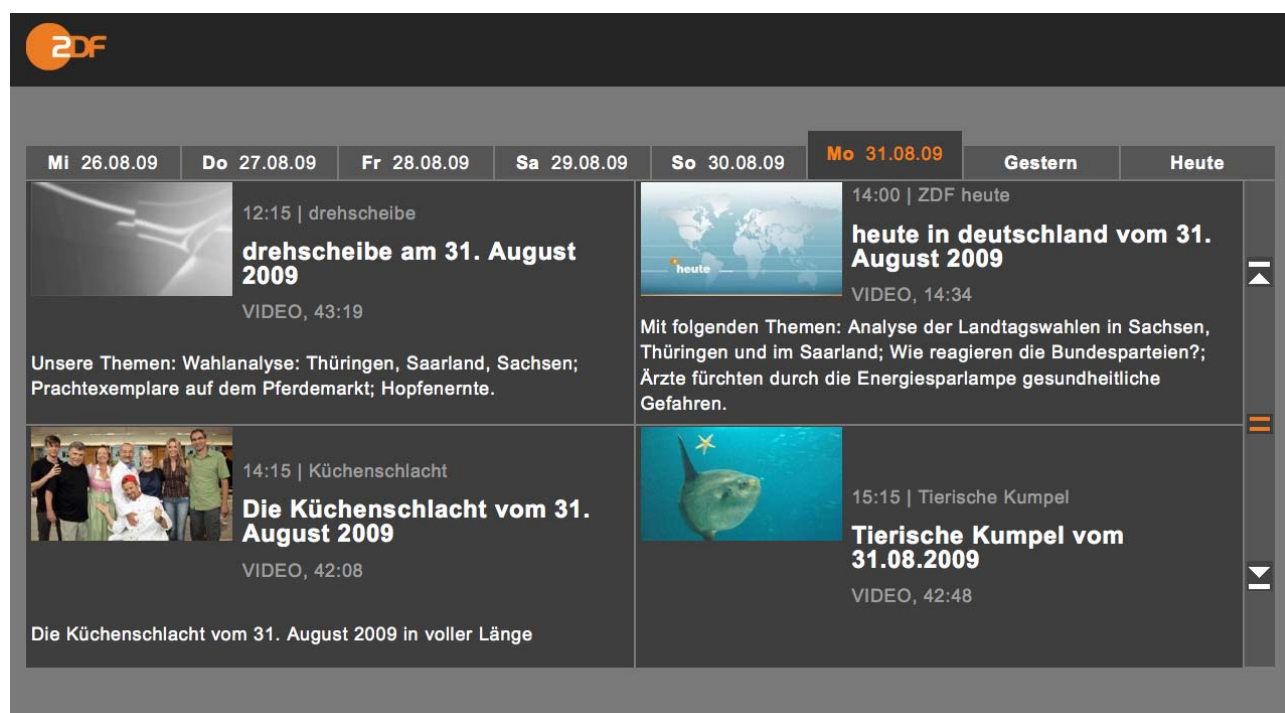 ZDF
Mi 26.08.09 Do 27.08.09 Fr 28.08.09 Sa 29.08.09 So 30.08.09 Mo 31.08.09 Gestern Heute
12:15 | drehscheibe
drehscheibe am 31. August
2009
VIDEO, 43:19
Unsere Themen: Wahlanalyse: Thüringen, Saarland, Sachsen;
Prachtexemplare auf dem Pferdemarkt; Hopfenernte.
heute
14:00 | ZDF heute
heute in deutschland vom 31.
August 2009
VIDEO, 14:34
Mit folgenden Themen: Analyse der Landtagswahlen in Sachsen,
Thüringen und im Saarland; Wie reagieren die Bundesparteien?;
Ärzte fürchten durch die Energiesparlampe gesundheitliche
Gefahren.
14:15 | Küchenschlacht
Die Küchenschlacht vom 31.
August 2009
VIDEO, 42:08
Die Küchenschlacht vom 31. August 2009 in voller Länge
15:15 | Tierische Kumpel
Tierische Kumpel vom
31.08.2009
VIDEO, 42:48